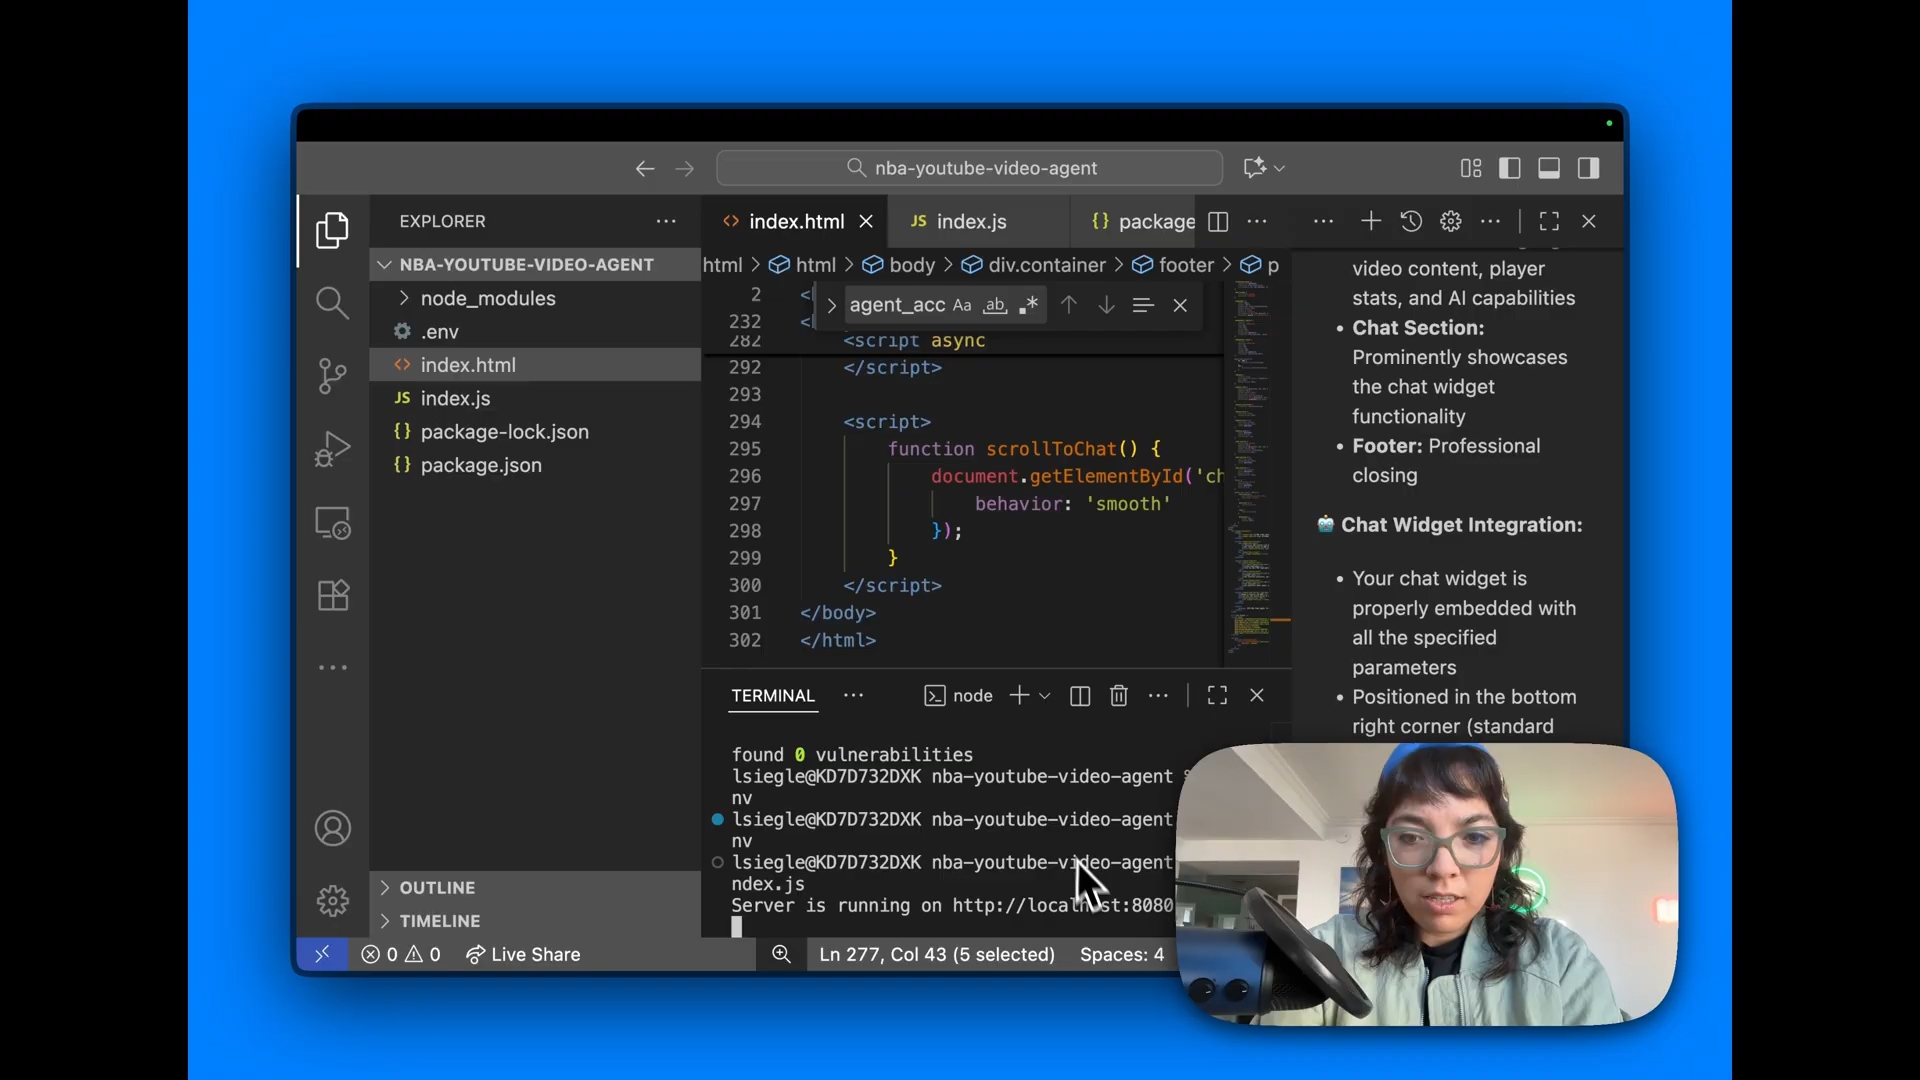 nba-youtube-video-agent
EXPLORER
NBA-YOUTUBE-VIDEO-AGENT
node_modules
.env
index.html
JS index.js
{} package-lock.json
{} package.json
OUTLINE
TIMELINE
<> index.html
JS index.js
{} package
html > html > body > div.container > footer > p
agent_acc Aa ab .*
2 <
232 <
282 <script async
292 </script>
293
294 <script>
295 function scrollToChat() {
296 document.getElementById('ch
297 behavior: 'smooth'
298 });
299 }
300 </script>
301 </body>
302 </html>
TERMINAL
node
found 0 vulnerabilities
lsiegle@KD7D732DXK nba-youtube-video-agent %
nv
lsiegle@KD7D732DXK nba-youtube-video-agent
nv
lsiegle@KD7D732DXK nba-youtube-video-agent
ndex.js
Server is running on http://localhost:8080
video content, player
stats, and AI capabilities
• Chat Section:
Prominently showcases
the chat widget
functionality
• Footer: Professional
closing
Chat Widget Integration:
• Your chat widget is
properly embedded with
all the specified
parameters
• Positioned in the bottom
right corner (standard
0 0 Live Share
Ln 277, Col 43 (5 selected) Spaces: 4